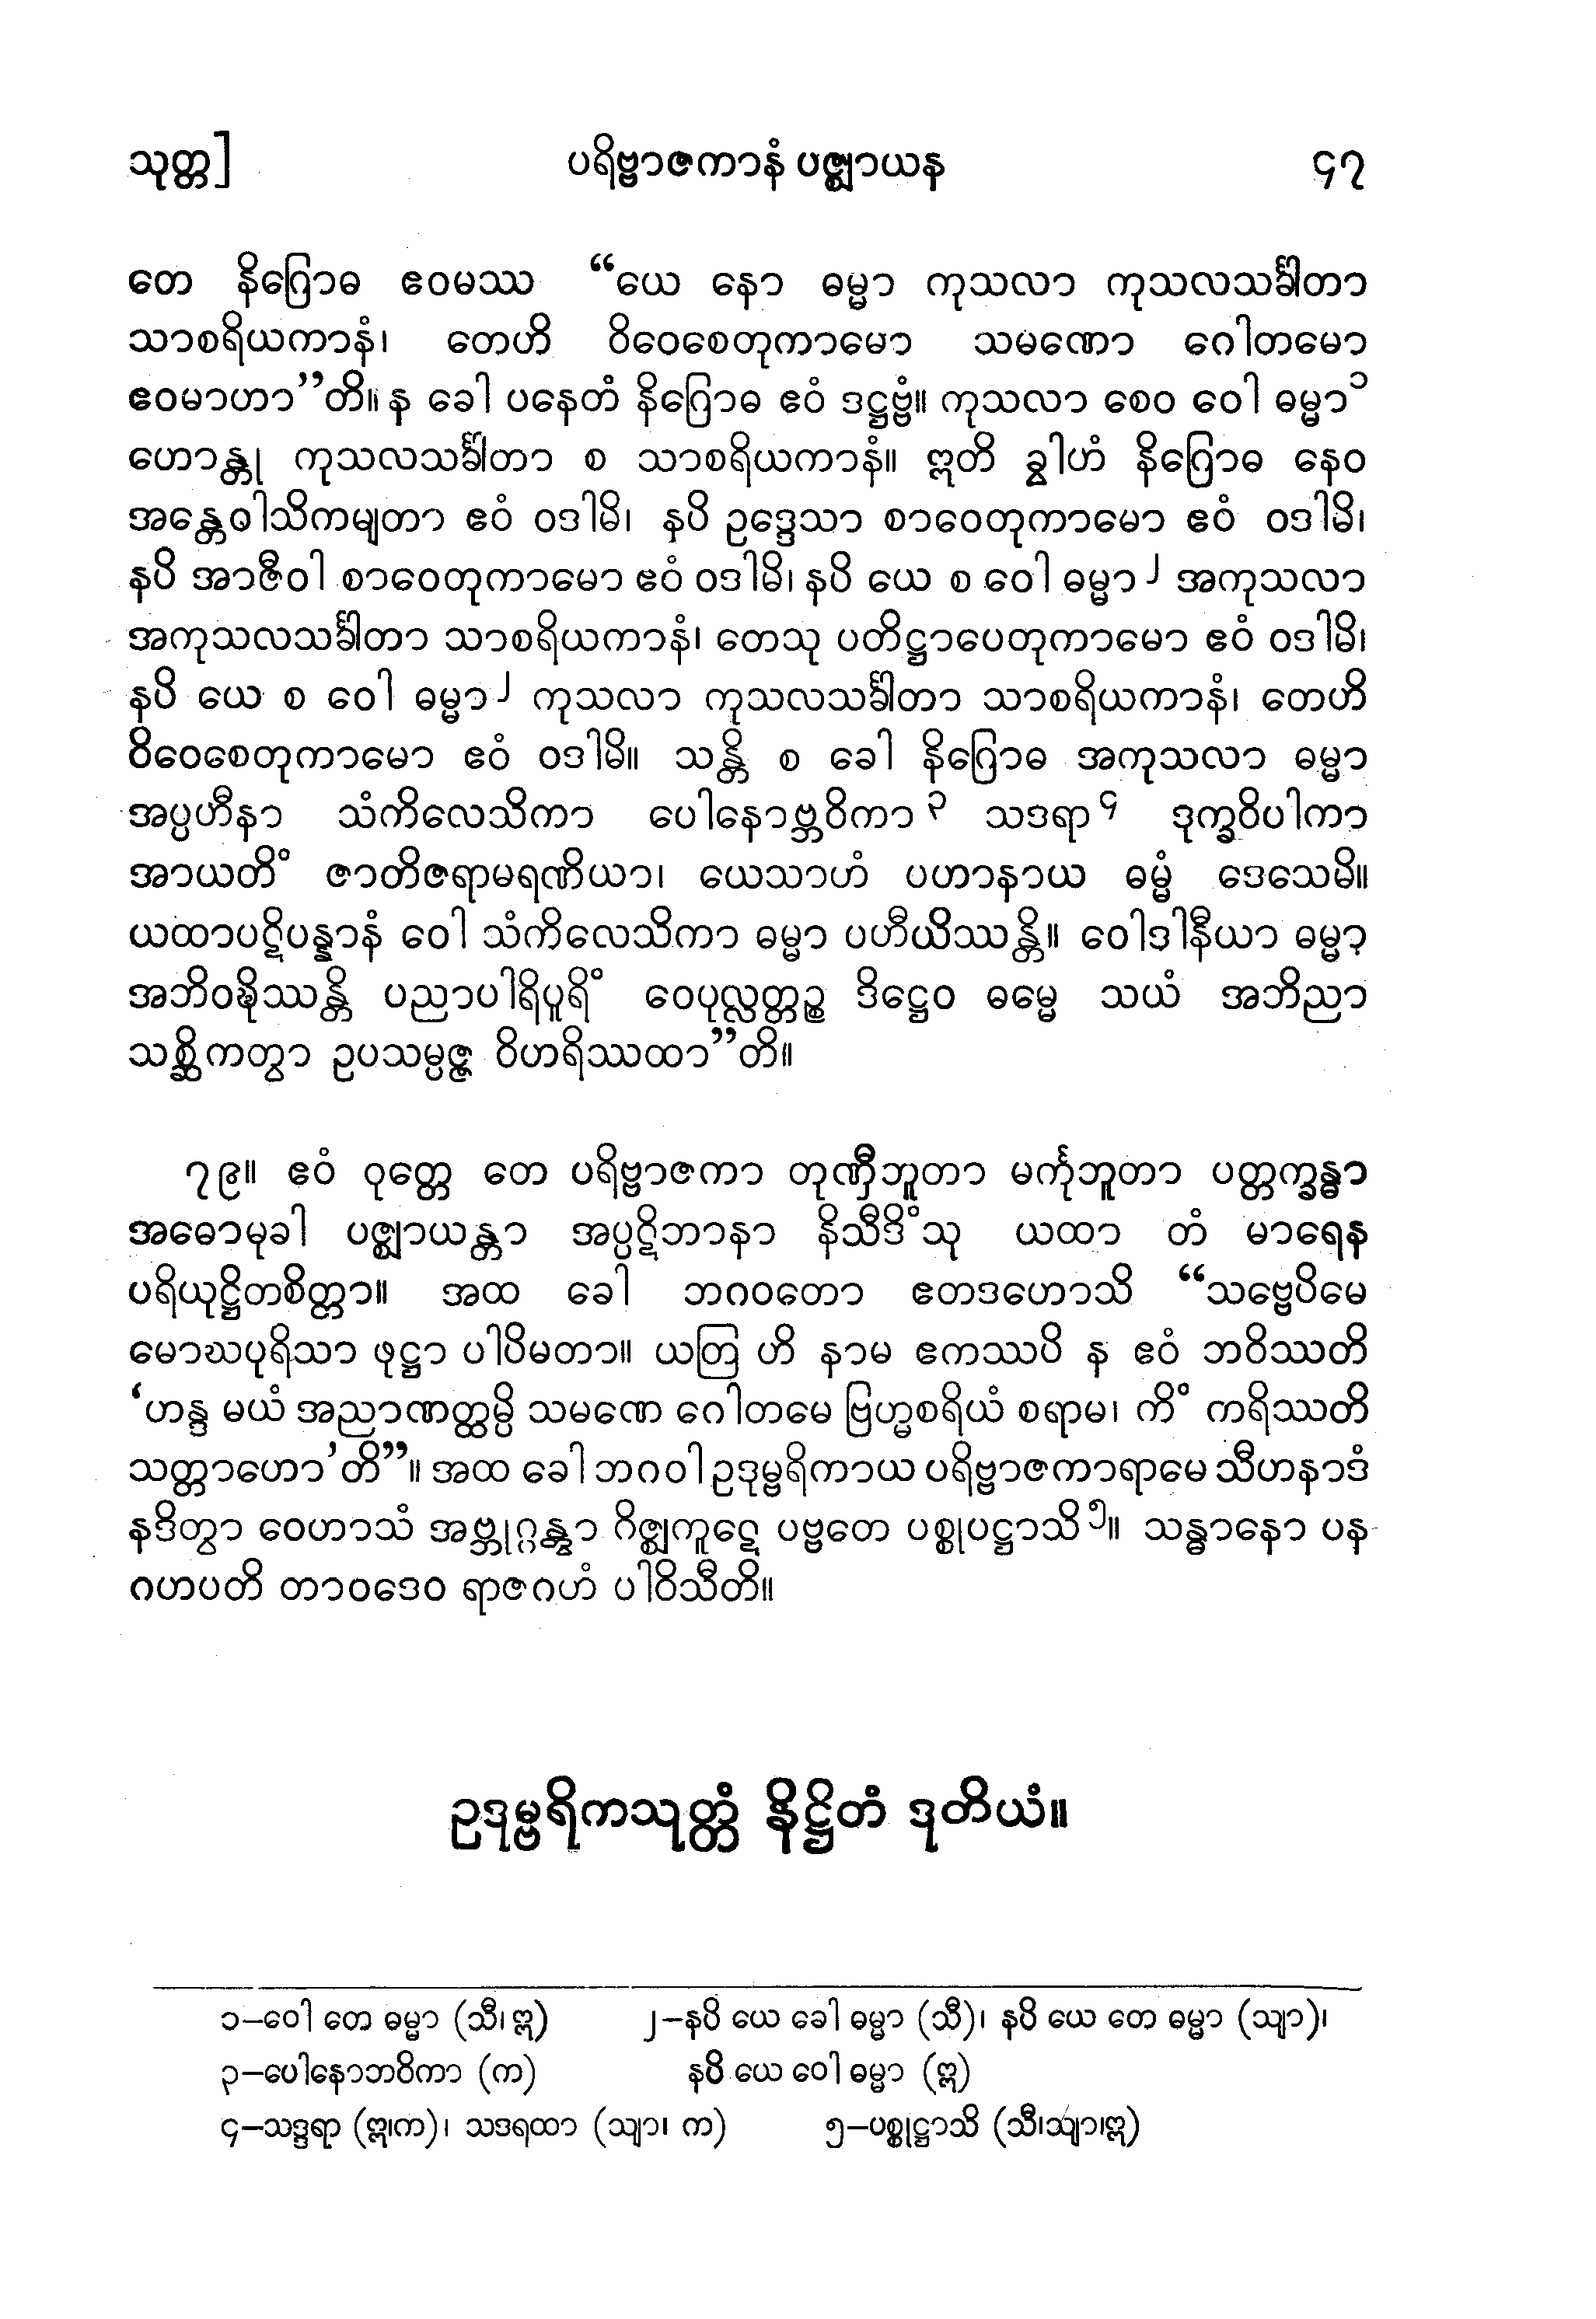 သုတ္တ] ပရိဗ္ဗာဇကာနံ ပဇ္ဈာယန ၄၇
တေ နိဂြောဓ ဧဝမဿ “ယေ နော ဓမ္မာ ကုသလာ ကုသလသင်္ခါတာ
သာစရိယကာနံ၊ တေဟိ ဝိဝေစေတုကာမော သမဏော ဂေါတမော
ဧဝမာဟာ”တိ။ န ခေါ ပနေတံ နိဂြောဓ ဧဝံ ဒဋ္ဌဗ္ဗံ။ ကုသလာ စေဝ ဝေါ ဓမ္မာ၁
ဟောန္တု ကုသလသင်္ခါတာ စ သာစရိယကာနံ။ ဣတိ ခွါဟံ နိဂြောဓ နေဝ
အန္တေဝါသိကမျတာ ဧဝံ ဝဒါမိ၊ နပိ ဥဒ္ဒေသာ စာဝေတုကာမော ဧဝံ ဝဒါမိ၊
နပိ အာဇီဝါ စာဝေတုကာမော ဧဝံ ဝဒါမိ၊ နပိ ယေ စ ဝေါ ဓမ္မာ၂ အကုသလာ
အကုသလသင်္ခါတာ သာစရိယကာနံ၊ တေသု ပတိဋ္ဌာပေတုကာမော ဧဝံ ဝဒါမိ၊
နပိ ယေ စ ဝေါ ဓမ္မာ၂ ကုသလာ ကုသလသင်္ခါတာ သာစရိယကာနံ၊ တေဟိ
ဝိဝေစေတုကာမော ဧဝံ ဝဒါမိ။ သန္တိ စ ခေါ နိဂြောဓ အကုသလာ ဓမ္မာ
အပ္ပဟီနာ သံကိလေသိကာ ပေါနောဗ္ဘဝိကာ၃ သဒရာ၄ ဒုက္ခဝိပါကာ
အာယတိံ ဇာတိဇရာမရဏိယာ၊ ယေသာဟံ ပဟာနာယ ဓမ္မံ ဒေသေမိ။
ယထာပဋိပန္နာနံ ဝေါ သံကိလေသိကာ ဓမ္မာ ပဟီယိဿန္တိ။ ဝေါဒါနီယာ ဓမ္မာ
အဘိဝဍ္ဎိဿန္တိ ပညာပါရိပူရိံ ဝေပုလ္လတ္တဉ္စ ဒိဋ္ဌေဝ ဓမ္မေ သယံ အဘိညာ
သစ္ဆိကတွာ ဥပသမ္ပဇ္ဇ ဝိဟရိဿထာ”တိ။
၇၉။ ဧဝံ ဝုတ္တေ တေ ပရိဗ္ဗာဇကာ တုဏှီဘူတာ မင်္ကုဘူတာ ပတ္တက္ခန္ဓာ
အဓောမုခါ ပဇ္ဈာယန္တာ အပ္ပဋိဘာနာ နိသီဒိံသု ယထာ တံ မာရေန
ပရိယုဋ္ဌိတစိတ္တာ။ အထ ခေါ ဘဂဝတော ဧတဒဟောသိ “သဗ္ဗေပိမေ
မောဃပုရိသာ ဖုဋ္ဌာ ပါပိမတာ။ ယတြ ဟိ နာမ ဧကဿပိ န ဧဝံ ဘဝိဿတိ
‘ဟန္ဒ မယံ အညာဏတ္ထမ္ပိ သမဏေ ဂေါတမေ ဗြဟ္မစရိယံ စရာမ၊ ကိံ ကရိဿတိ
သတ္တာဟော’တိ”။ အထ ခေါ ဘဂဝါ ဥဒုမ္ဗရိကာယ ပရိဗ္ဗာဇကာရာမေ သီဟနာဒံ
နဒိတွာ ဝေဟာသံ အဗ္ဘုဂ္ဂန္တွာ ဂိဇ္ဈကူဋေ ပဗ္ဗတေ ပစ္စုပဋ္ဌာသိ၅။ သန္ဓာနော ပန
ဂဟပတိ တာဝဒေဝ ရာဇဂဟံ ပါဝိသီတိ။
ဥဒုမ္ဗရိကသုတ္တံ နိဋ္ဌိတံ ဒုတိယံ။
၁–ဝေါ တေ ဓမ္မာ (သီ၊ ဣ) ၂–နပိ ယေ ခေါ ဓမ္မာ (သီ)၊ နပိ ယေ တေ ဓမ္မာ (သျာ)၊
၃–ပေါနောဘဝိကာ (က) နပိ ယေ ဝေါ ဓမ္မာ (ဣ)
၄–သဒ္ဒရာ (ဣ၊က)၊ သဒရထာ (သျာ၊ က) ၅–ပစ္စုဋ္ဌာသိ (သီ၊သျာ၊ဣ)